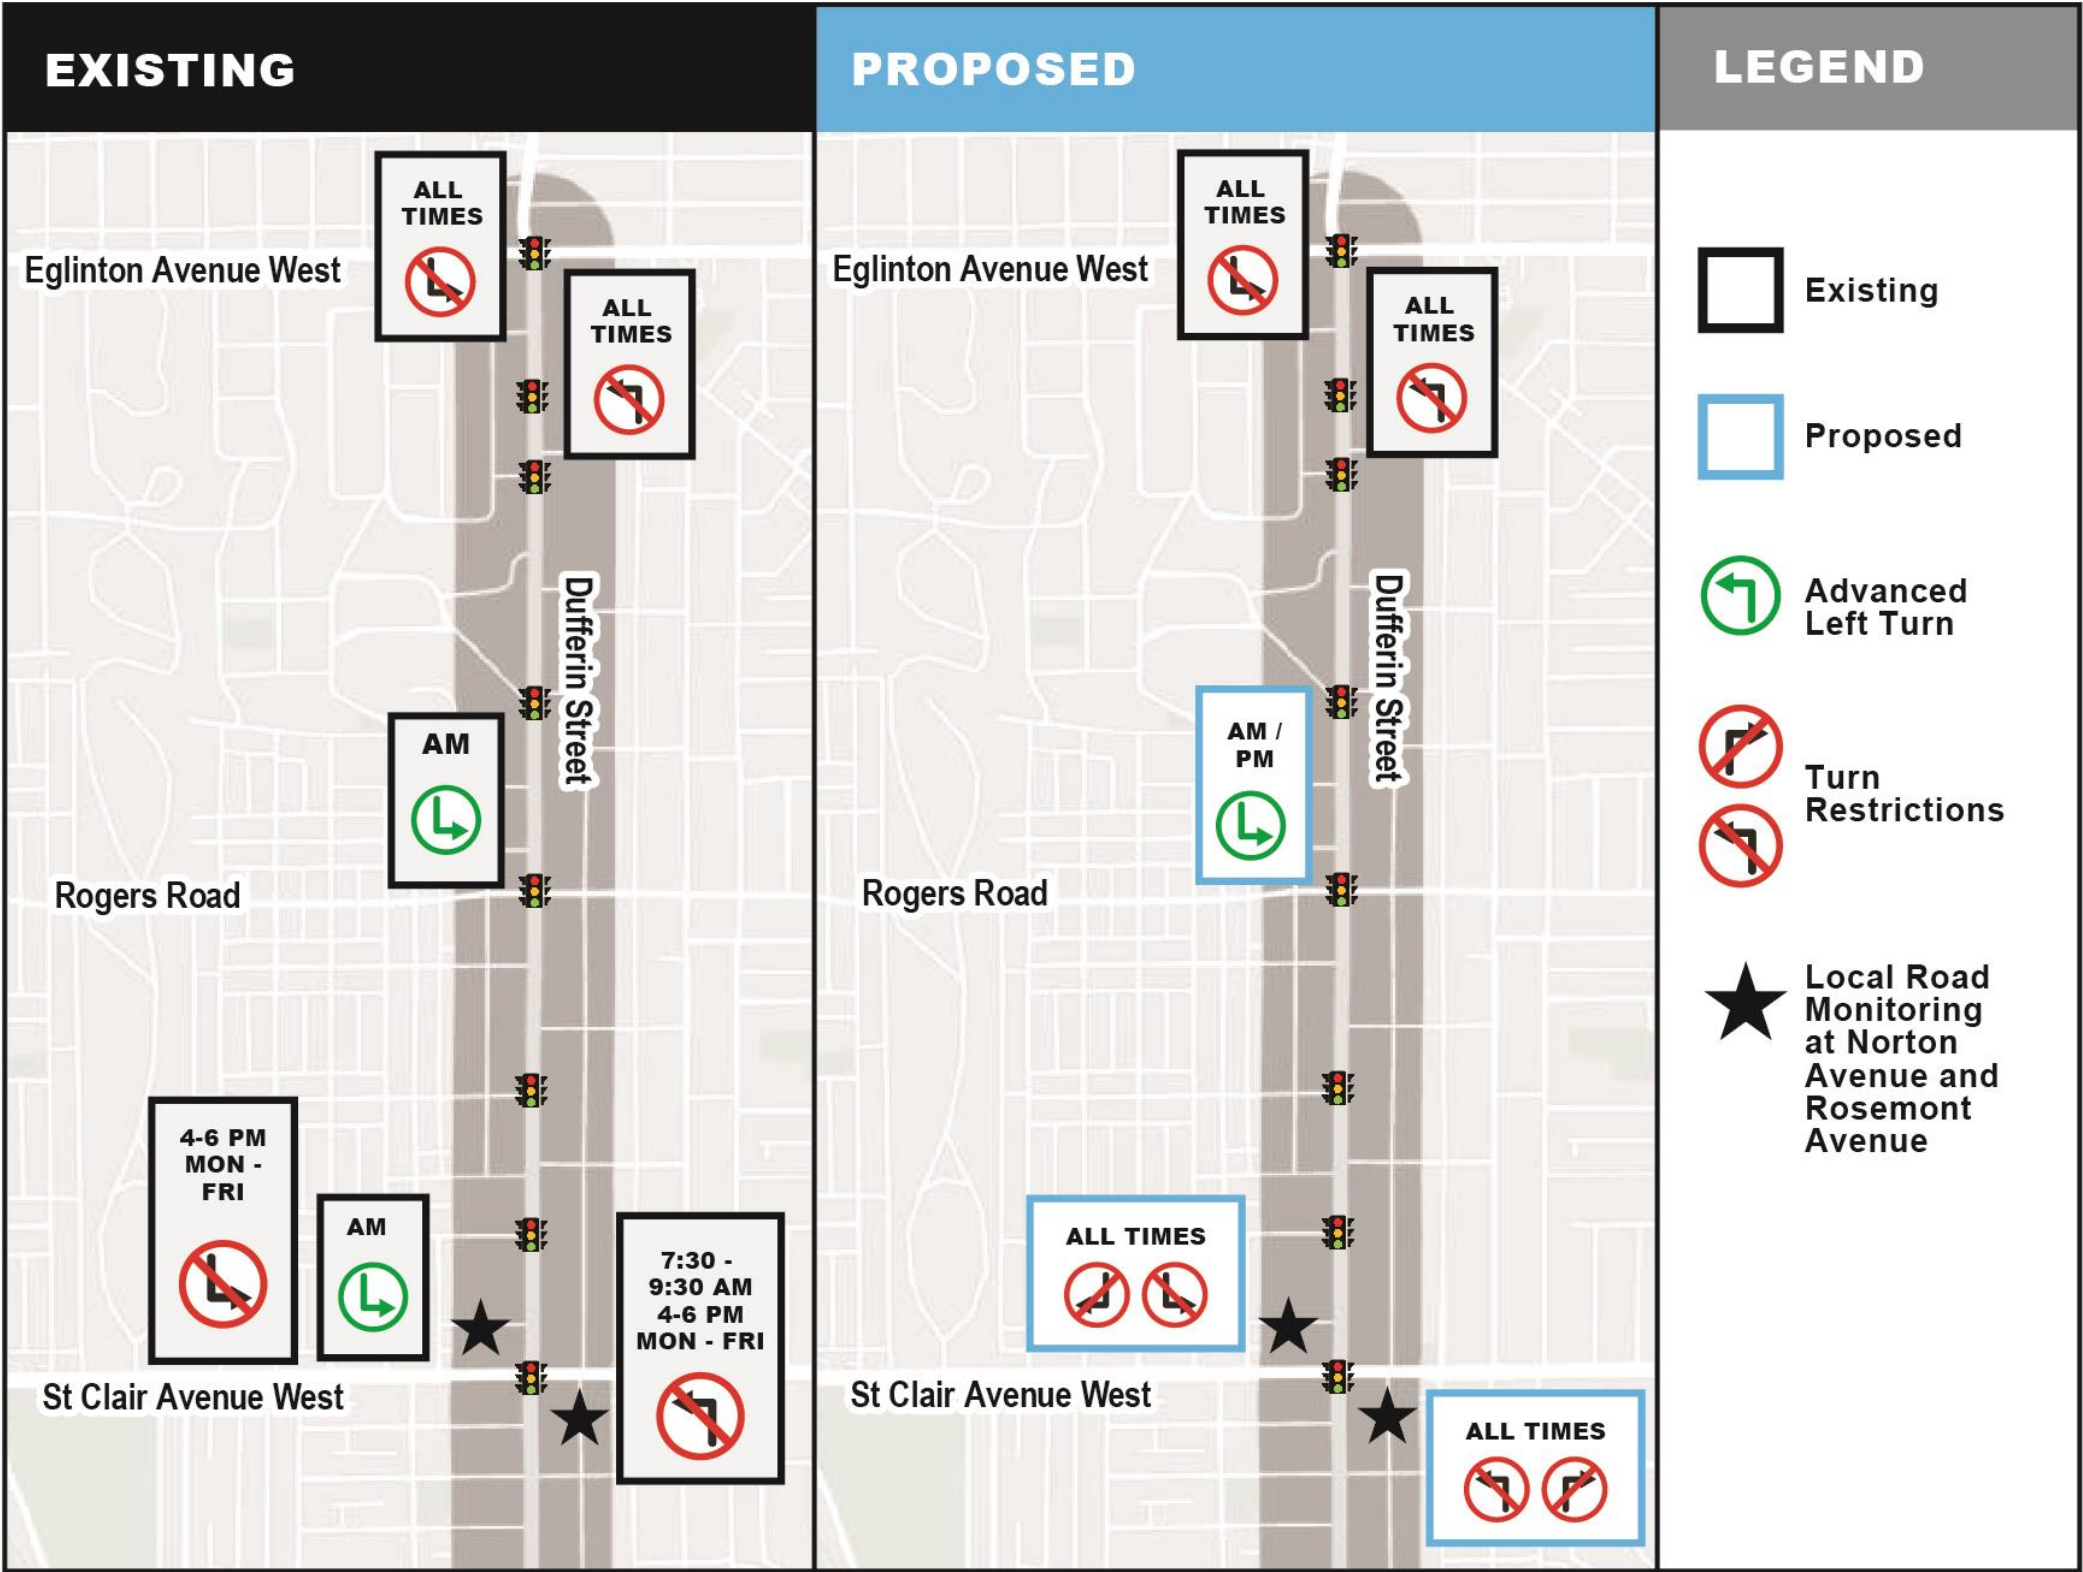 EXISTING
ALL
TIMES
Eglinton Avenue West
ALL
TIMES
Dufferin Street
AM
Rogers Road
4-6 PM
MON -
FRI
AM
7:30 -
9:30 AM
4-6 PM
MON - FRI
St Clair Avenue West
PROPOSED
ALL
TIMES
Eglinton Avenue West
ALL
TIMES
Dufferin Street
AM /
PM
Rogers Road
ALL TIMES
St Clair Avenue West
ALL TIMES
LEGEND
Existing
Proposed
Advanced
Left Turn
Turn
Restrictions
Local Road
Monitoring
at Norton
Avenue and
Rosemont
Avenue